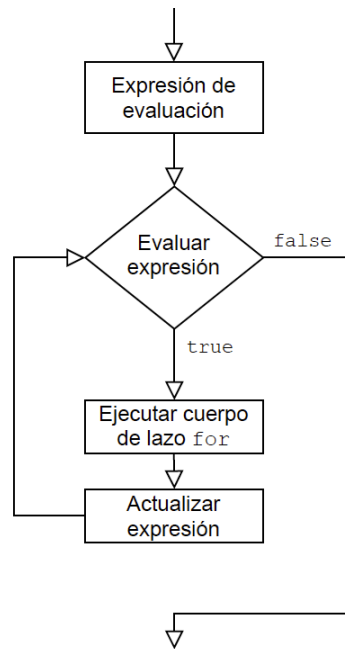 Expresión de
evaluación
Evaluar
expresión
false
true
Ejecutar cuerpo
de lazo for
Actualizar
expresión